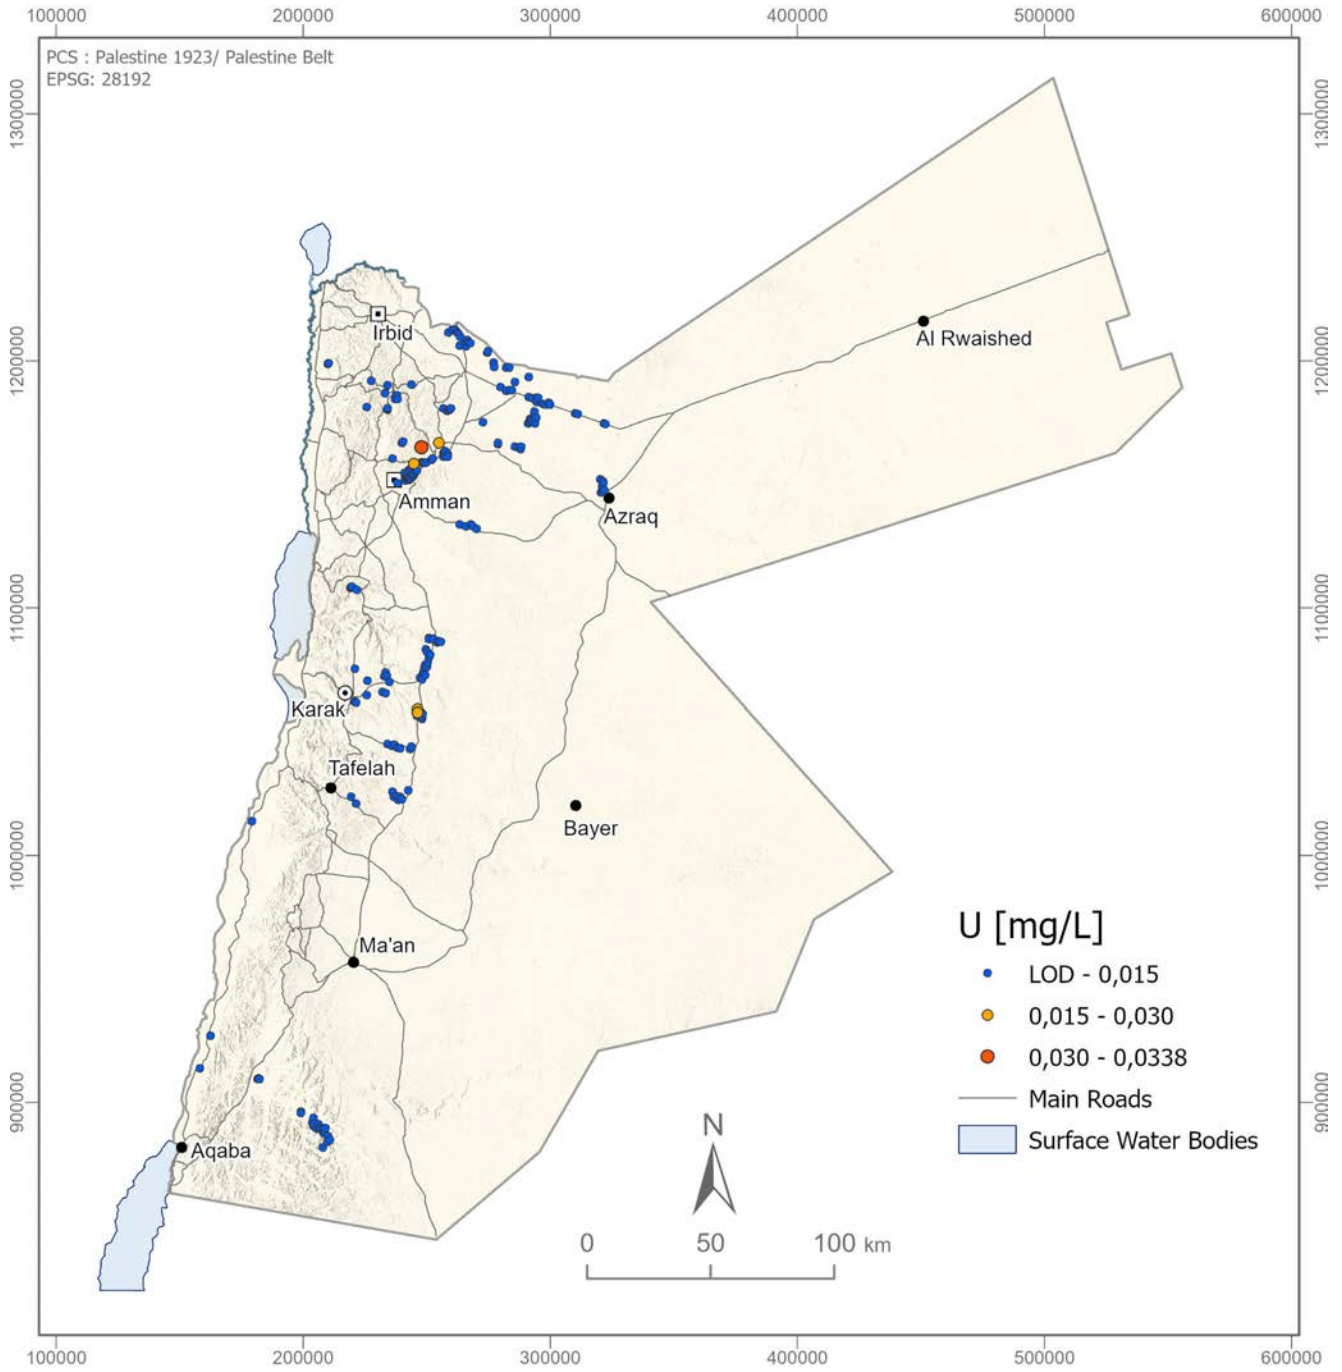 100000 200000 300000 400000 500000 600000
PCS : Palestine 1923/ Palestine Belt
EPSG: 28192
1300000 1300000
Irbid
Al Rwaished
1200000 1200000
Amman
Azraq
1100000 1100000
Karak
Tafelah
Bayer
1000000 1000000
Ma'an
U [mg/L]
LOD - 0,015
0,015 - 0,030
0,030 - 0,0338
Main Roads
Surface Water Bodies
900000 900000
Aqaba
N
0 50 100 km
100000 200000 300000 400000 500000 600000